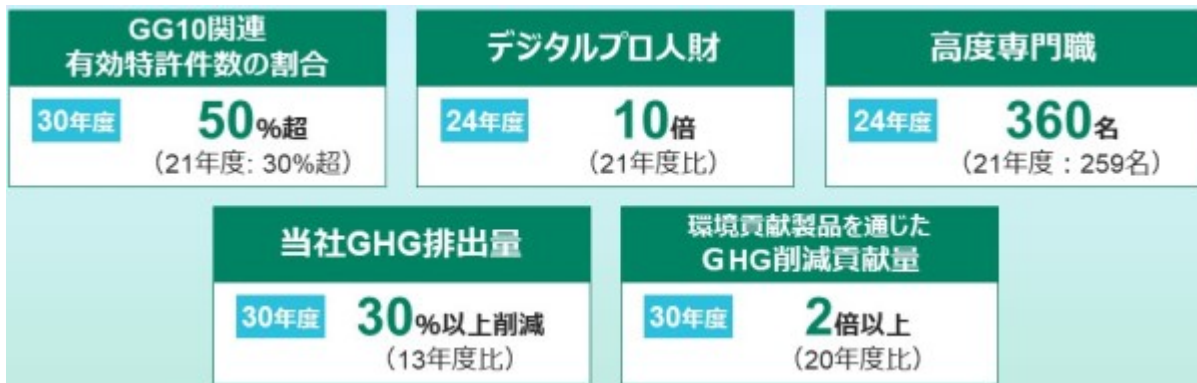 GG10関連
有効特許件数の割合
30年度 50%超
（21年度: 30%超）
デジタルプロ人財
24年度 10倍
（21年度比）
高度専門職
24年度 360名
（21年度：259名）
当社GHG排出量
30年度 30%以上削減
（13年度比）
環境貢献製品を通じた
GHG削減貢献量
30年度 2倍以上
（20年度比）